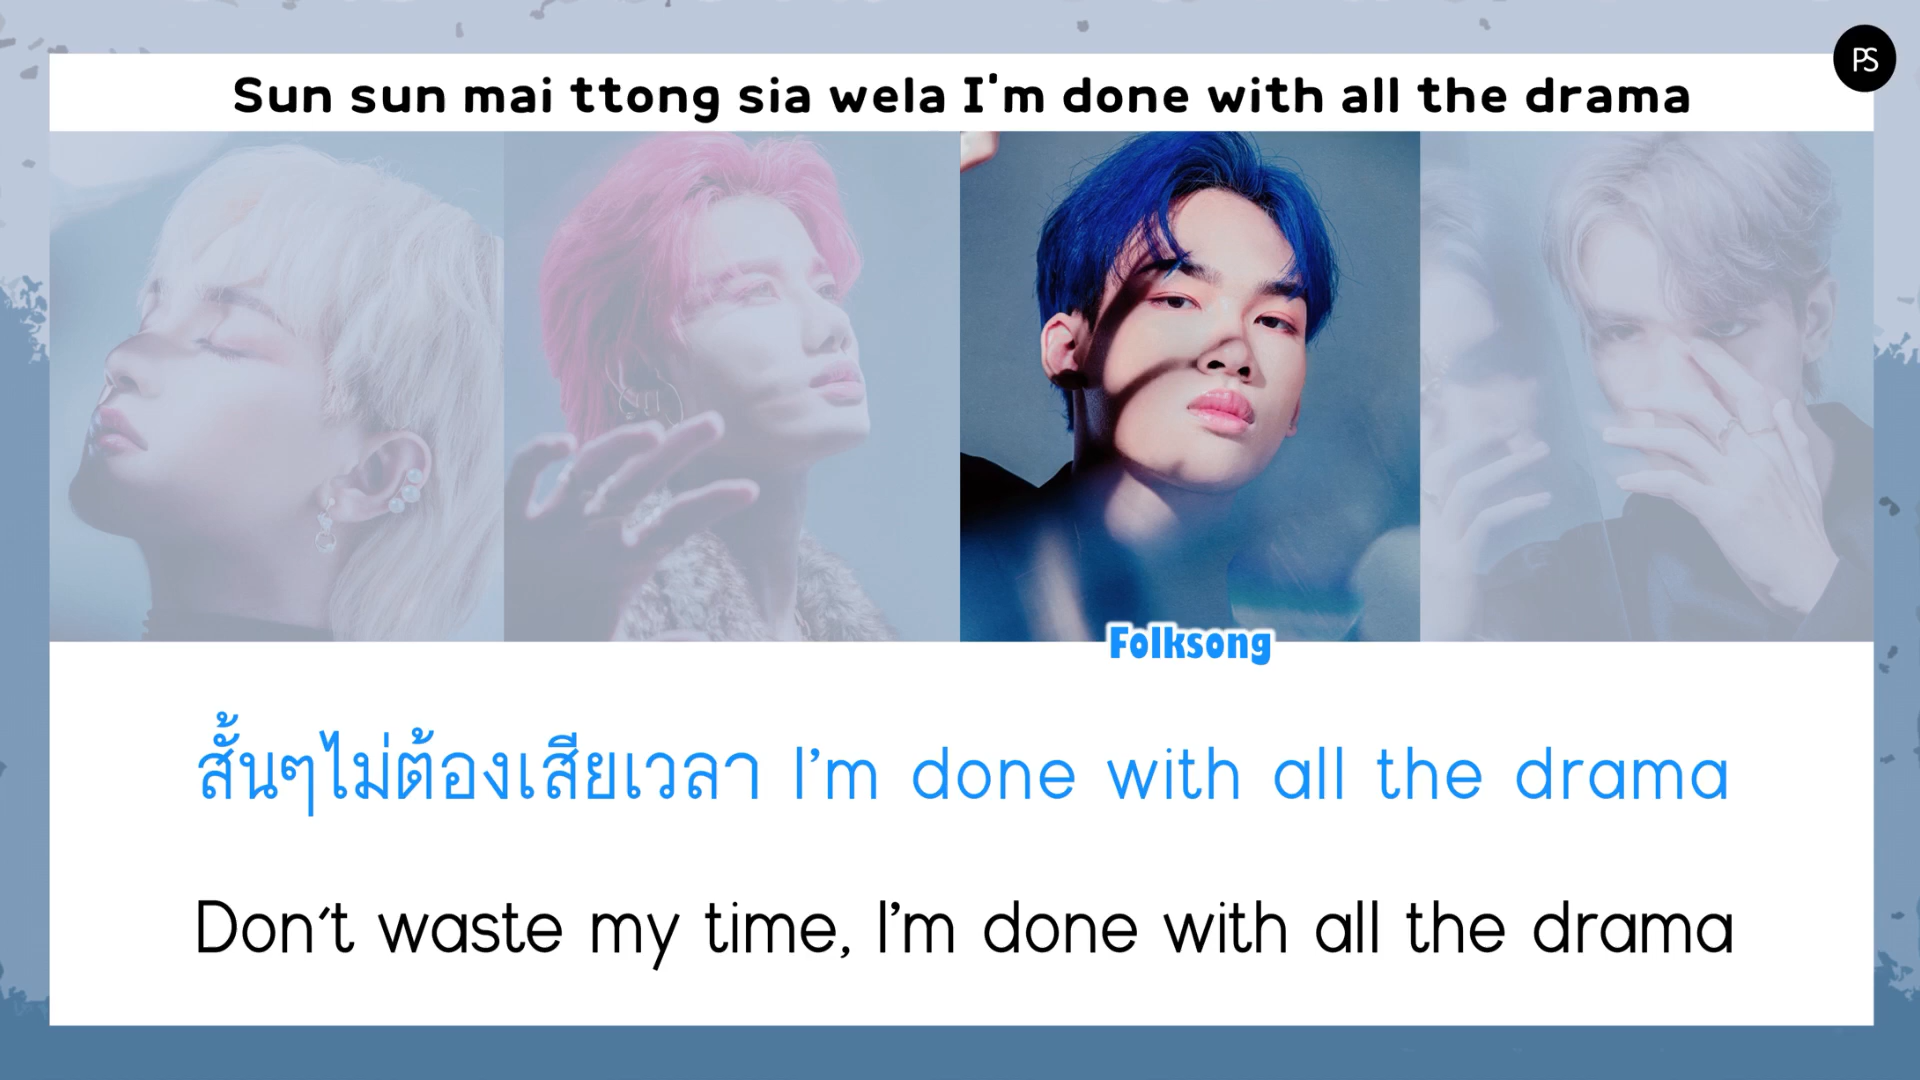 Sun sun mai ttong sia wela I'm done with all the drama
PS
Folksong
สั้นๆไม่ต้องเสียเวลา I'm done with all the drama
Don't waste my time, I'm done with all the drama